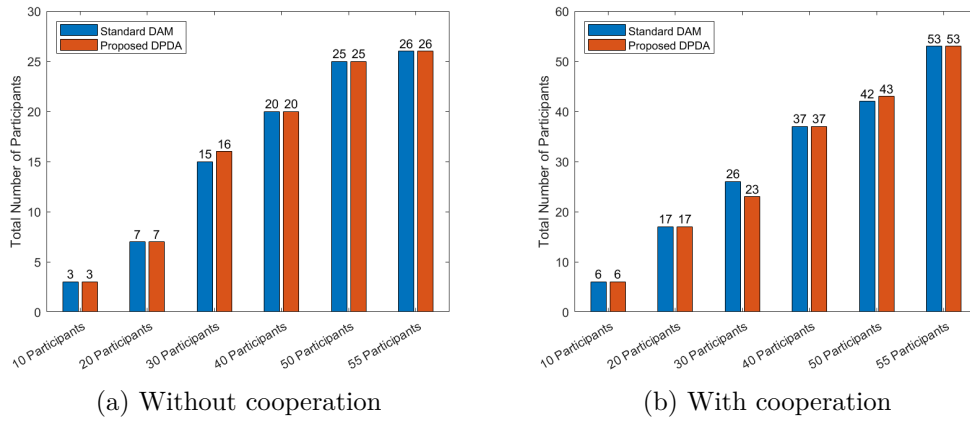 30
25
20
15
10
5
0
Total Number of Participants
Standard DAM
Proposed DPDA
3 3
7 7
15 16
20 20
25 25
26 26
10 Participants
20 Participants
30 Participants
40 Participants
50 Participants
55 Participants
(a) Without cooperation
60
50
40
30
20
10
0
Total Number of Participants
Standard DAM
Proposed DPDA
6 6
17 17
26 23
37 37
42 43
53 53
10 Participants
20 Participants
30 Participants
40 Participants
50 Participants
55 Participants
(b) With cooperation